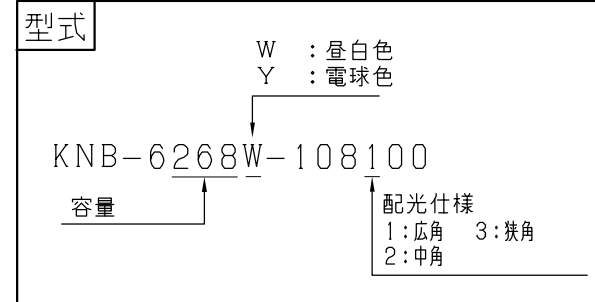 型式
W :昼白色
Y :電球色
KNB-6268W-108100
容量
配光仕様
1:広角 3:狭角
2:中角